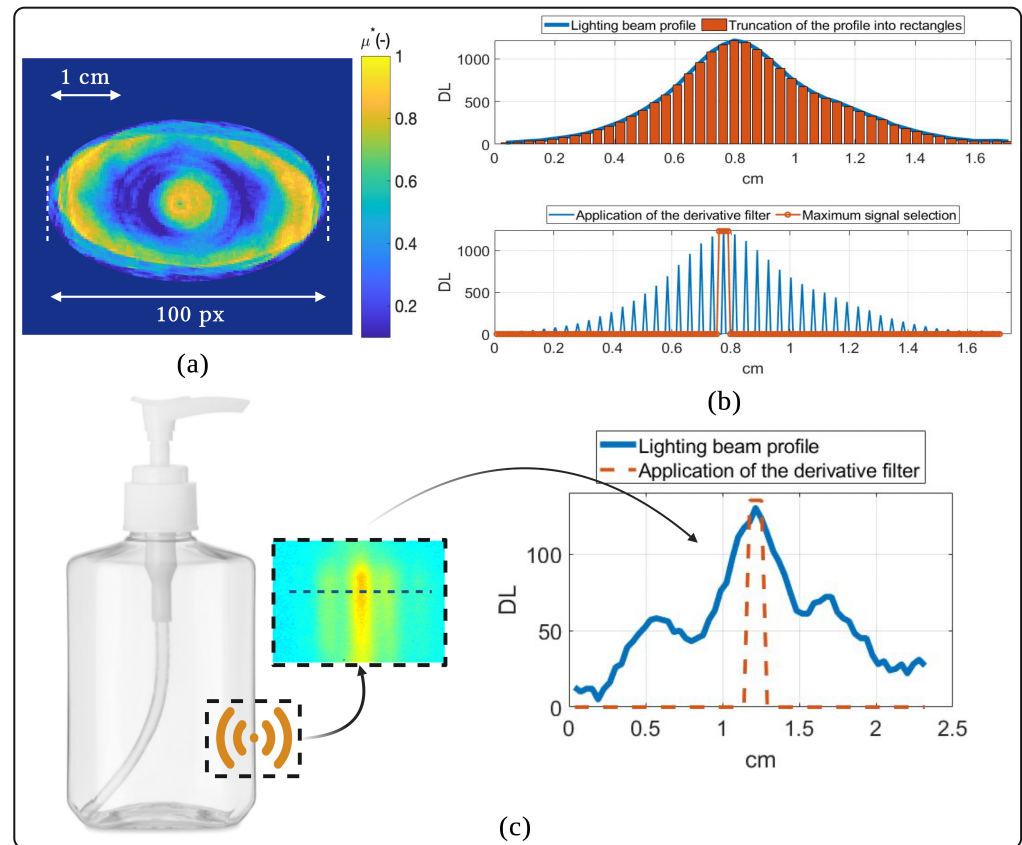 μ*(-)
1 cm
1
0.8
0.6
0.4
0.2
100 px
(a)
Lighting beam profile Truncation of the profile into rectangles
1000
500
0
DL
0 0.2 0.4 0.6 0.8 1 1.2 1.4 1.6
cm
Application of the derivative filter Maximum signal selection
1000
500
0
DL
0 0.2 0.4 0.6 0.8 1 1.2 1.4 1.6
cm
(b)
Lighting beam profile
Application of the derivative filter
100
50
0
DL
0 0.5 1 1.5 2 2.5
cm
(c)